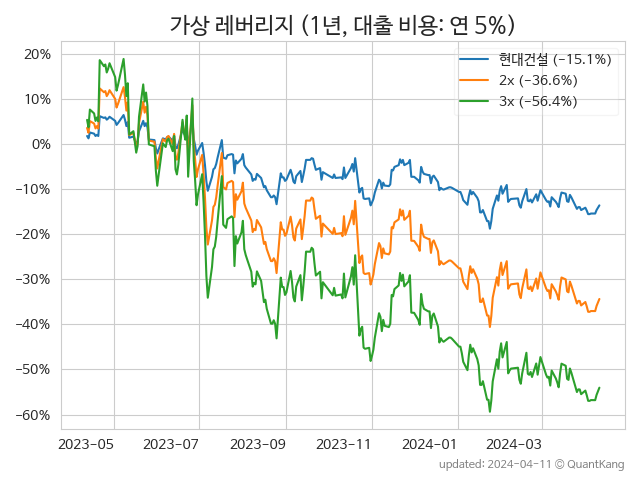 가상 레버리지 (1년, 대출 비용: 연 5%)
현대건설 (−15.1%)
2x (−36.6%)
3x (−56.4%)
20%
10%
0%
−10%
−20%
−30%
−40%
−50%
−60%
2023-05 2023-07 2023-09 2023-11 2024-01 2024-03
updated: 2024-04-11 © QuantKang